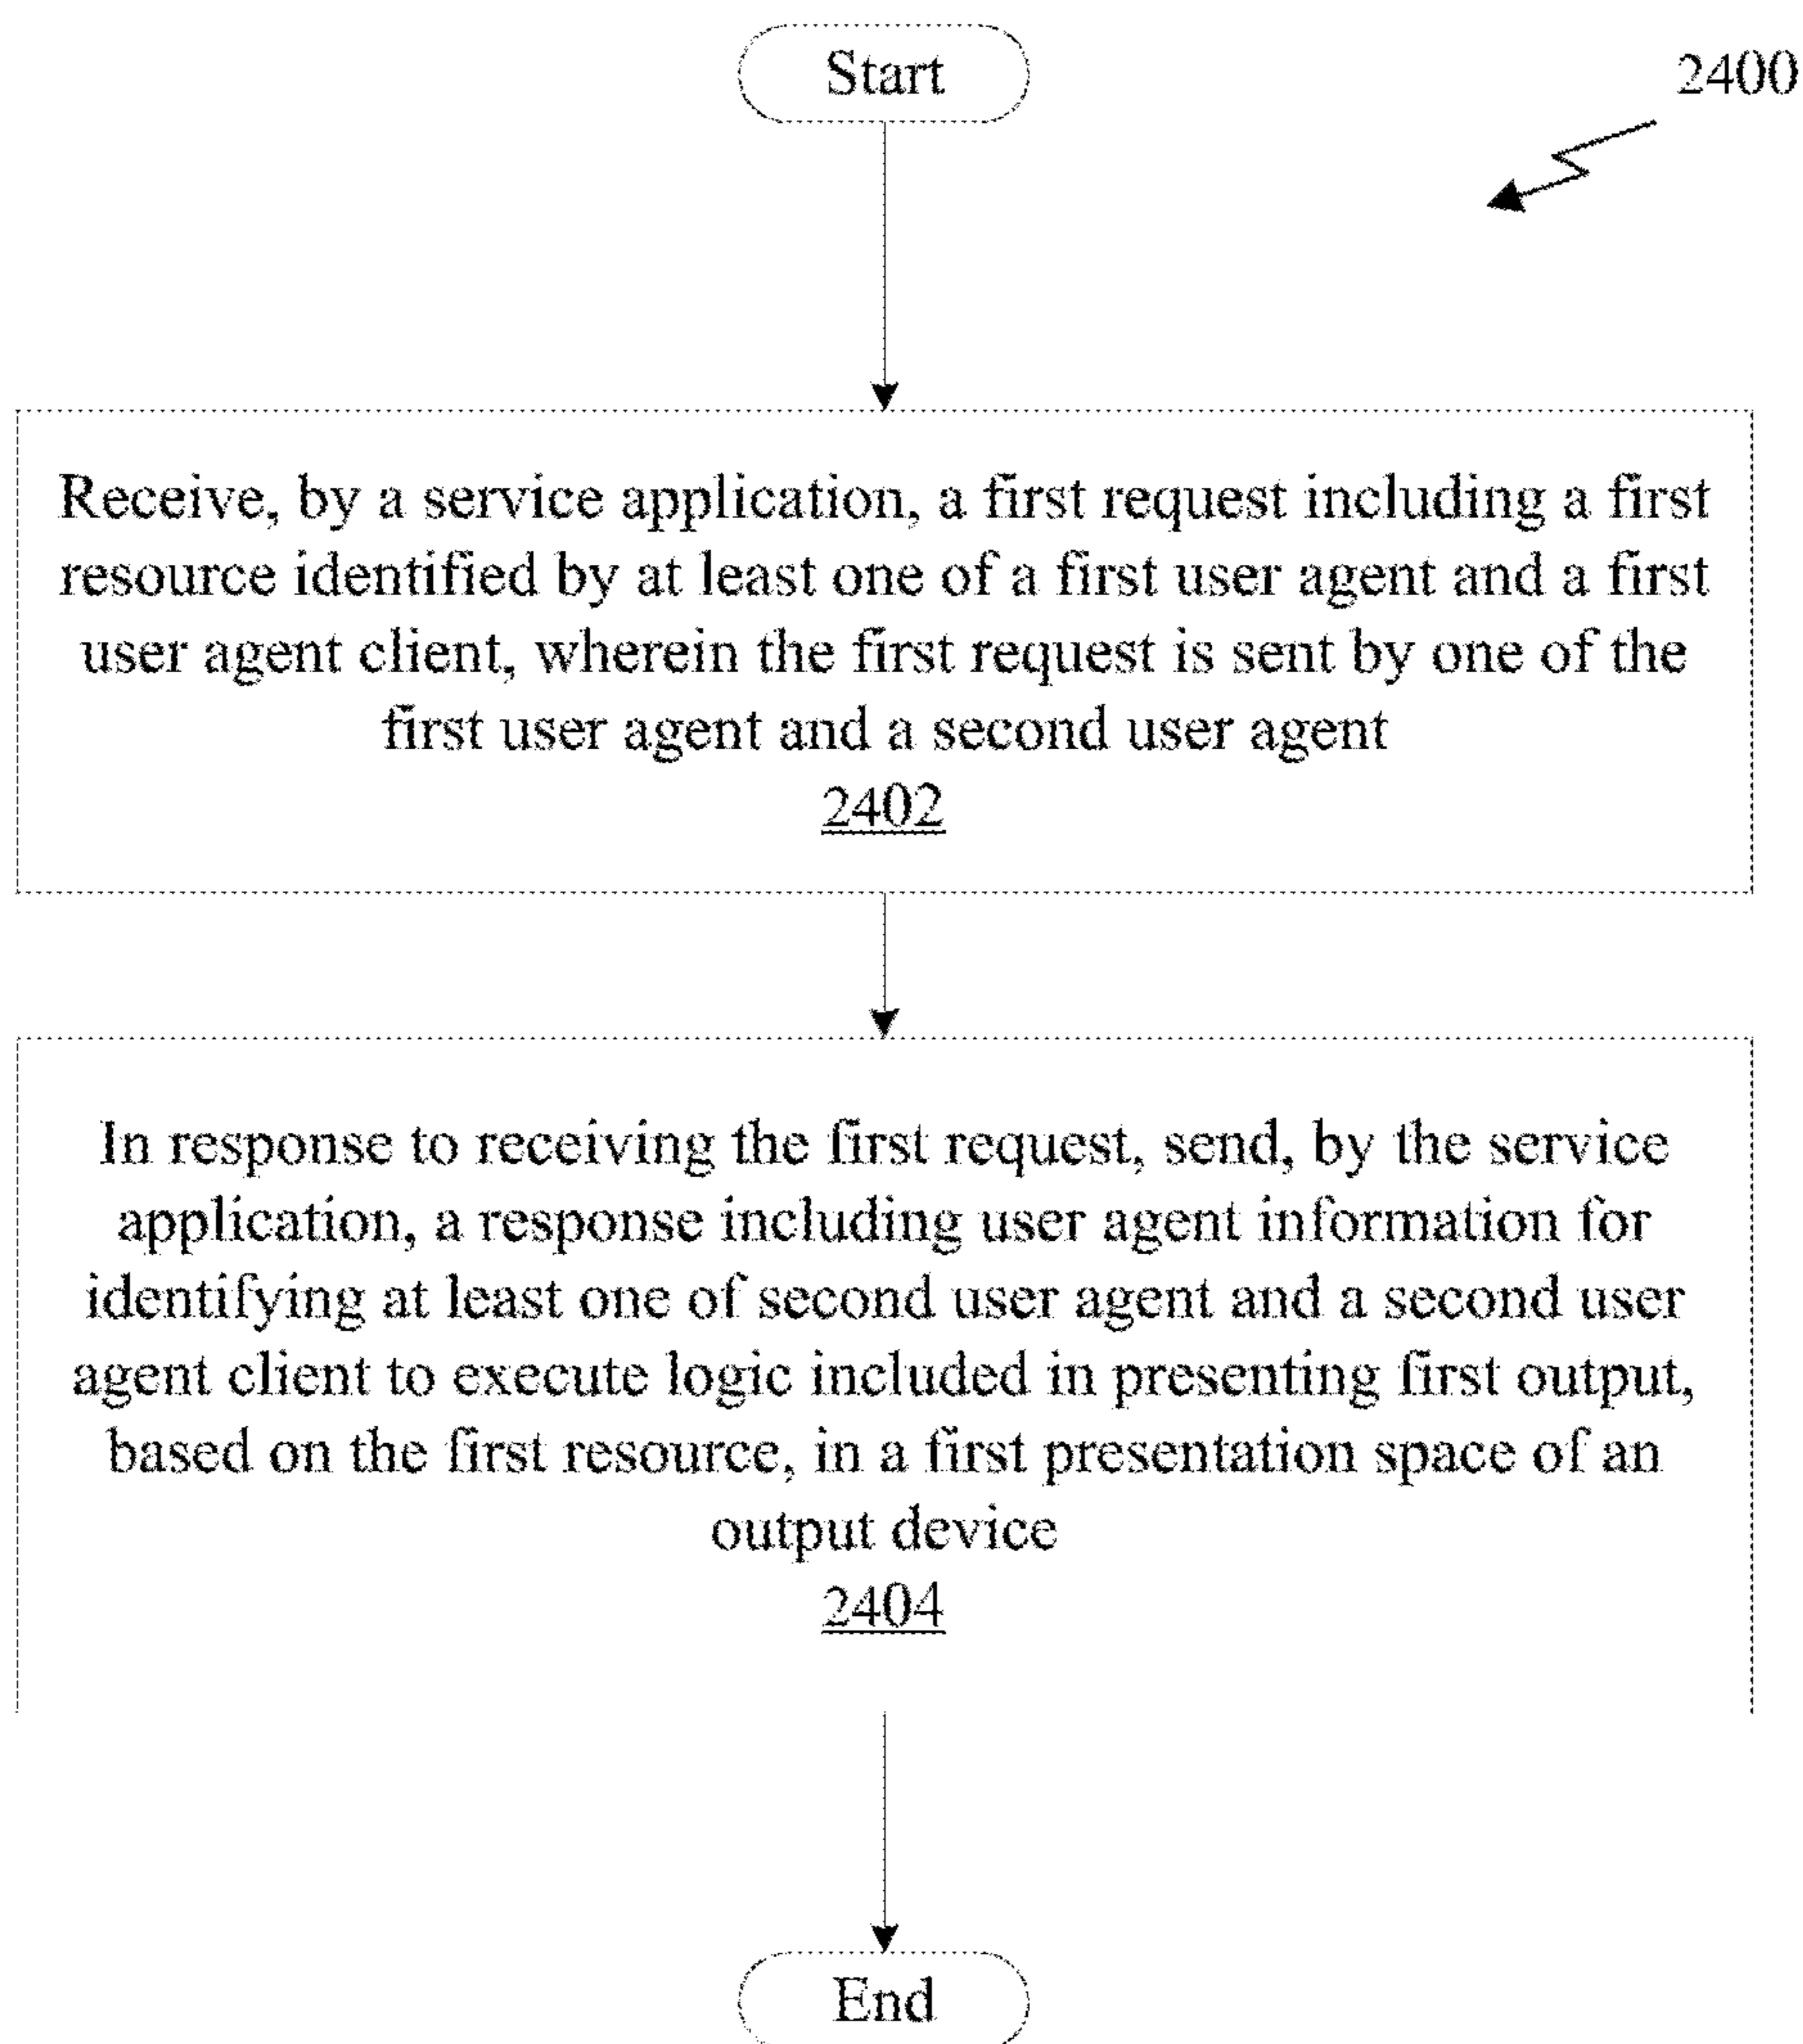 Start
2400
Receive, by a service application, a first request including a first
resource identified by at least one of a first user agent and a first
user agent client, wherein the first request is sent by one of the
first user agent and a second user agent
2402
In response to receiving the first request, send, by the service
application, a response including user agent information for
identifying at least one of second user agent and a second user
agent client to execute logic included in presenting first output,
based on the first resource, in a first presentation space of an
output device
2404
End